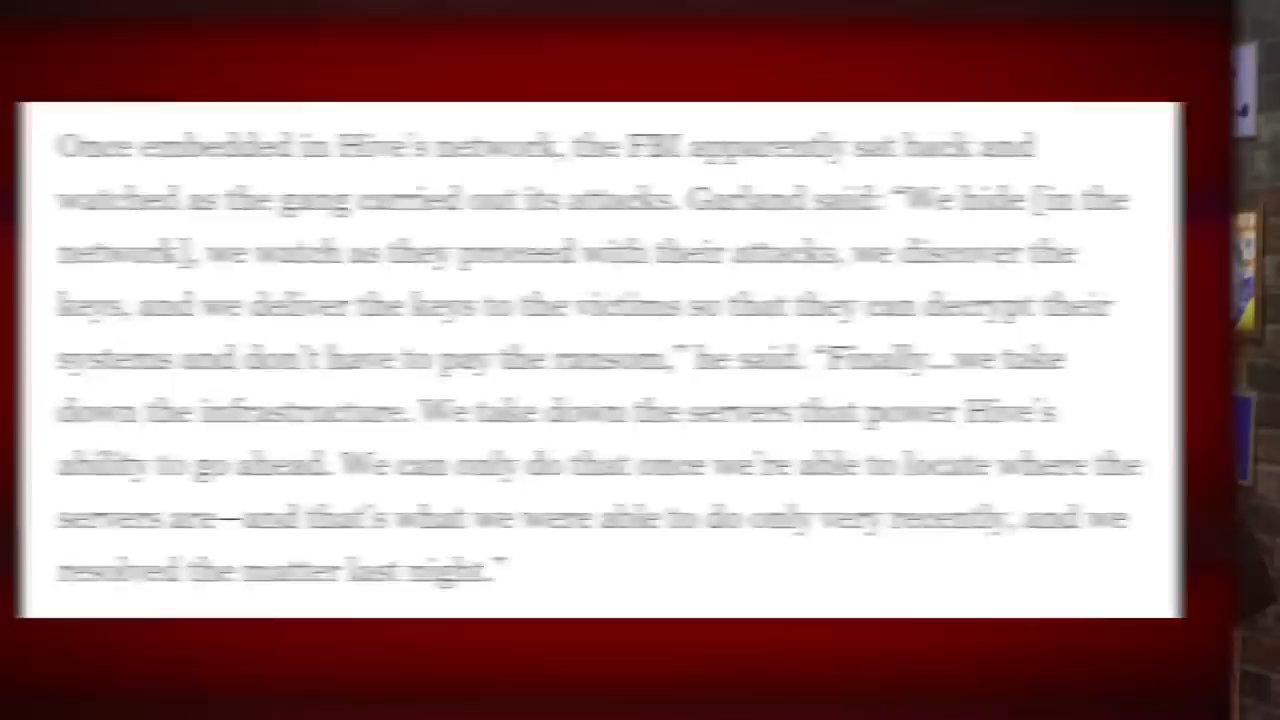 Once embedded in Hive's network, the FBI apparently sat back and
watched as the gang carried out its attacks. Garland said: "We hide [in the
network], we watch as they proceed with their attacks, we discover the
keys, and we deliver the keys to the victims so that they can decrypt their
systems and don't have to pay the ransom," he said. "Finally...we take
down the infrastructure. We take down the servers that power Hive's
ability to go ahead. We can only do that once we're able to locate where the
servers are—and that's what we were able to do only very recently, and we
resolved the matter last night."